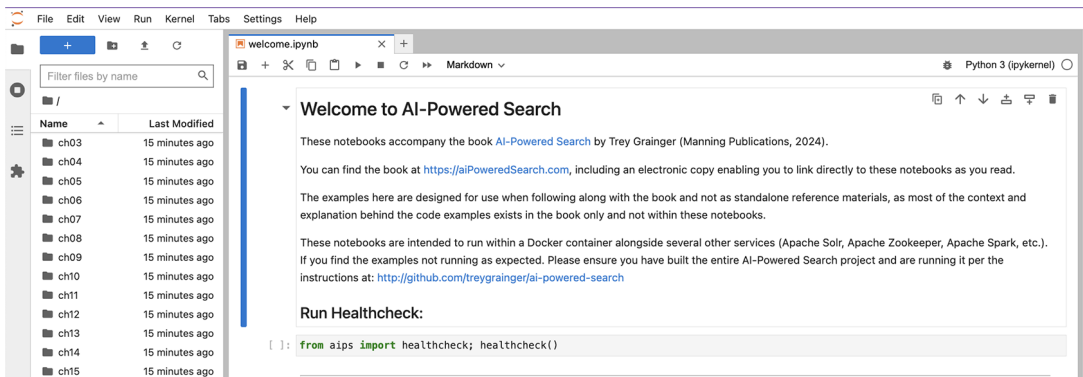 File Edit View Run Kernel Tabs Settings Help
+
Filter files by name
/
Name Last Modified
ch03 15 minutes ago
ch04 15 minutes ago
ch05 15 minutes ago
ch06 15 minutes ago
ch07 15 minutes ago
ch08 15 minutes ago
ch09 15 minutes ago
ch10 15 minutes ago
ch11 15 minutes ago
ch12 15 minutes ago
ch13 15 minutes ago
ch14 15 minutes ago
ch15 15 minutes ago
welcome.ipynb
Markdown
Python 3 (ipykernel)
Welcome to AI-Powered Search
These notebooks accompany the book AI-Powered Search by Trey Grainger (Manning Publications, 2024).
You can find the book at https://aiPoweredSearch.com, including an electronic copy enabling you to link directly to these notebooks as you read.
The examples here are designed for use when following along with the book and not as standalone reference materials, as most of the context and
explanation behind the code examples exists in the book only and not within these notebooks.
These notebooks are intended to run within a Docker container alongside several other services (Apache Solr, Apache Zookeeper, Apache Spark, etc.).
If you find the examples not running as expected. Please ensure you have built the entire AI-Powered Search project and are running it per the
instructions at: http://github.com/treygrainger/ai-powered-search
Run Healthcheck:
[ ]: from aips import healthcheck; healthcheck()